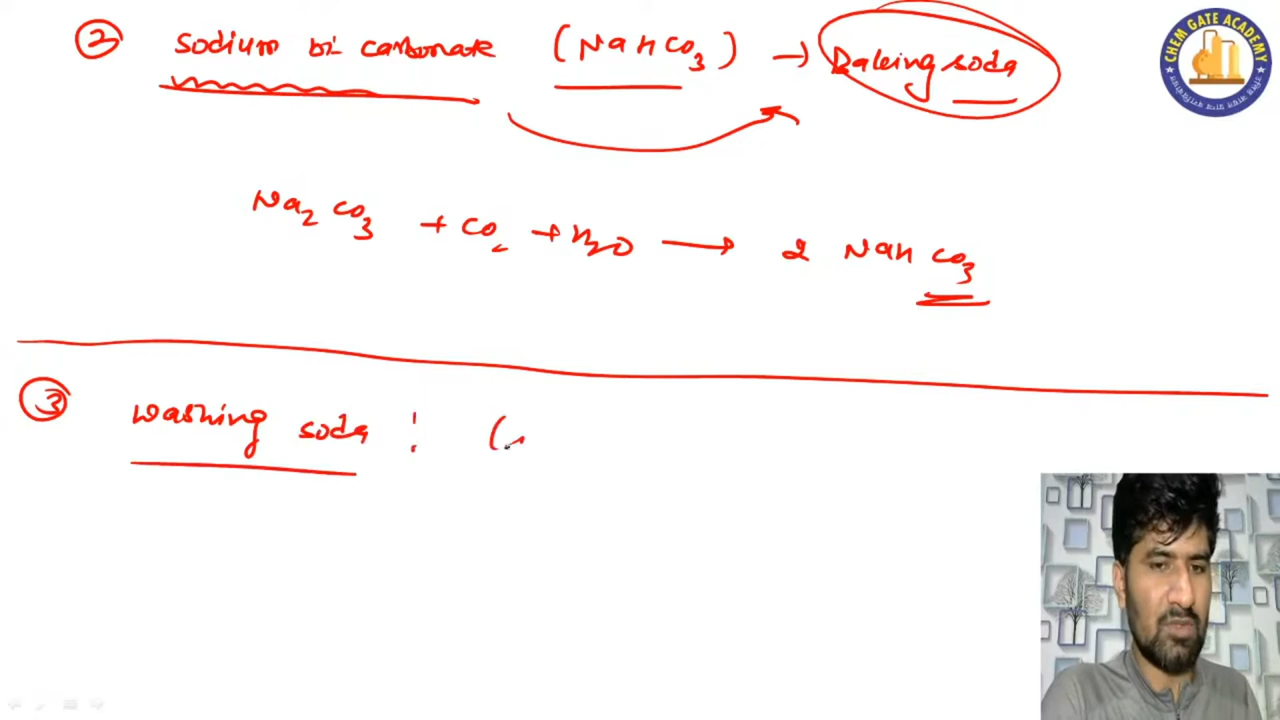 ② Sodium bi carbonate (NaHCO3) → Baking soda
CHEM GATE ACADEMY
Na2CO3 + CO2 + H2O → 2 NaHCO3
③ Washing soda : (